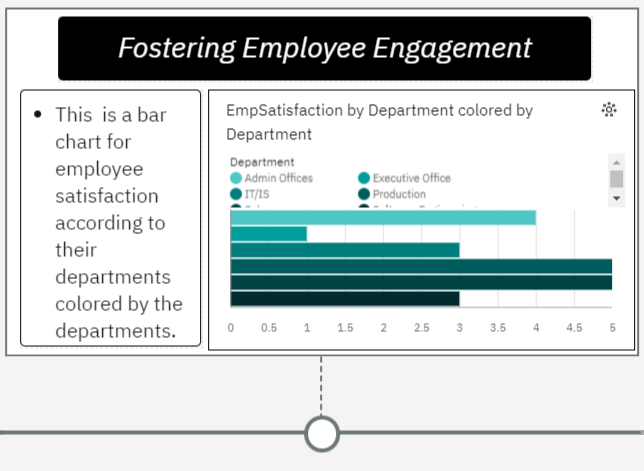 Fostering Employee Engagement
• This  is a bar
chart for
employee
satisfaction
according to
their
departments
colored by the
departments.
EmpSatisfaction by Department colored by
Department
Department
Admin Offices Executive Office
IT/IS Production
0 0.5 1 1.5 2 2.5 3 3.5 4 4.5 5